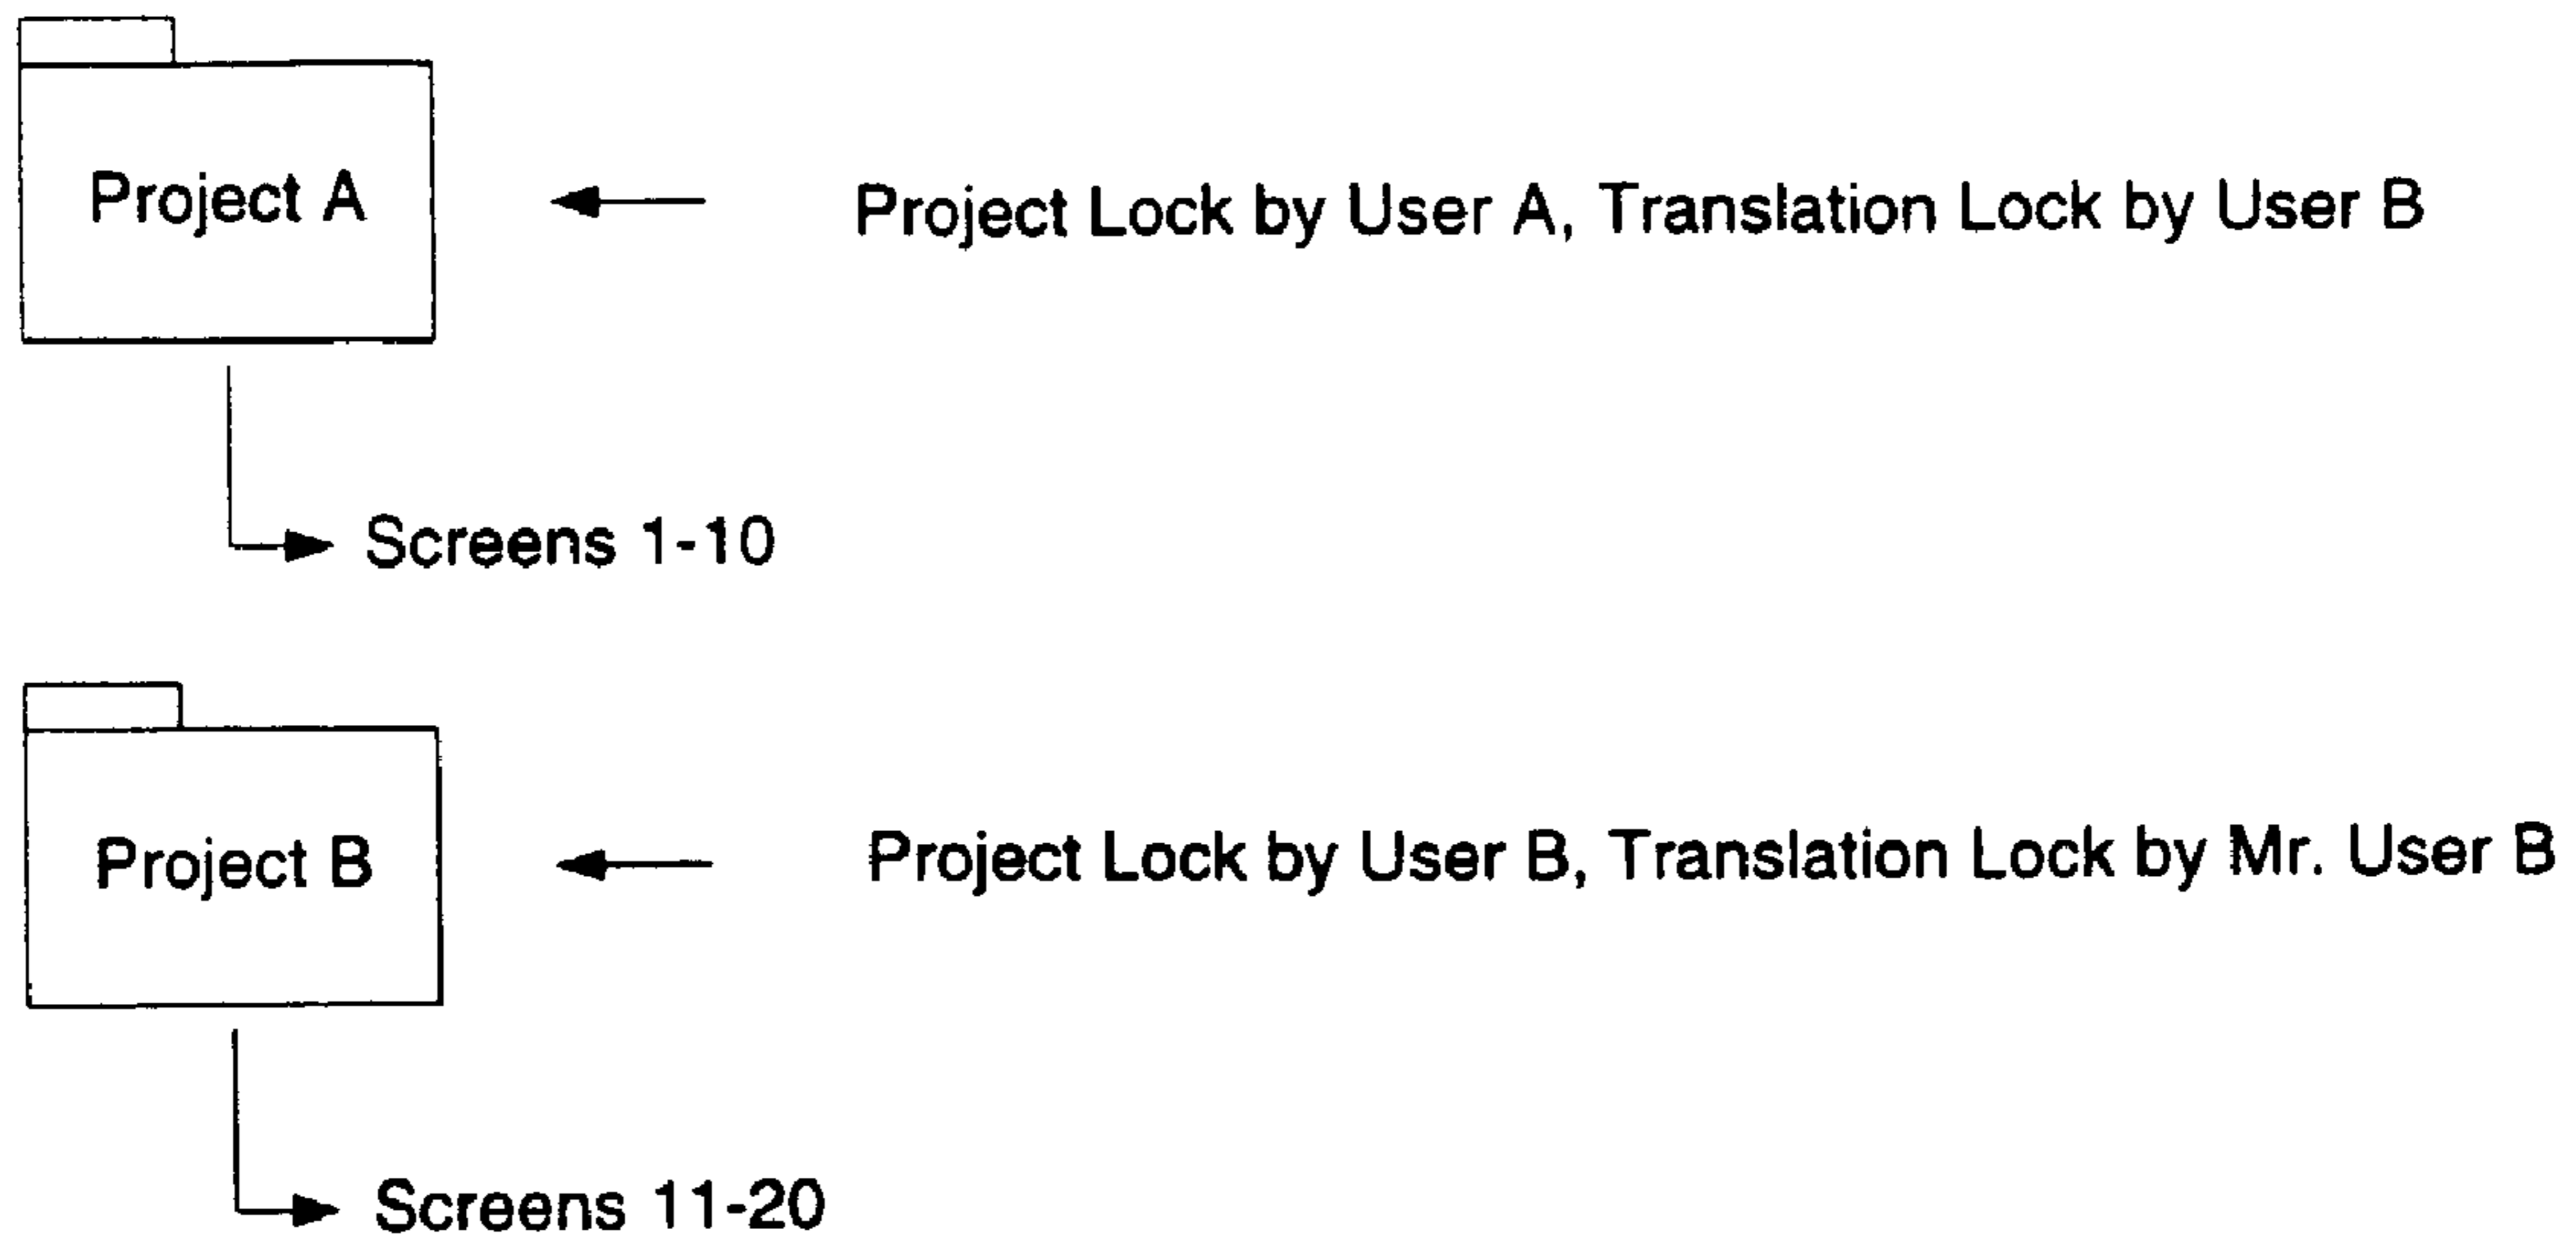 Project A
Project Lock by User A, Translation Lock by User B
Screens 1-10
Project B
Project Lock by User B, Translation Lock by Mr. User B
Screens 11-20